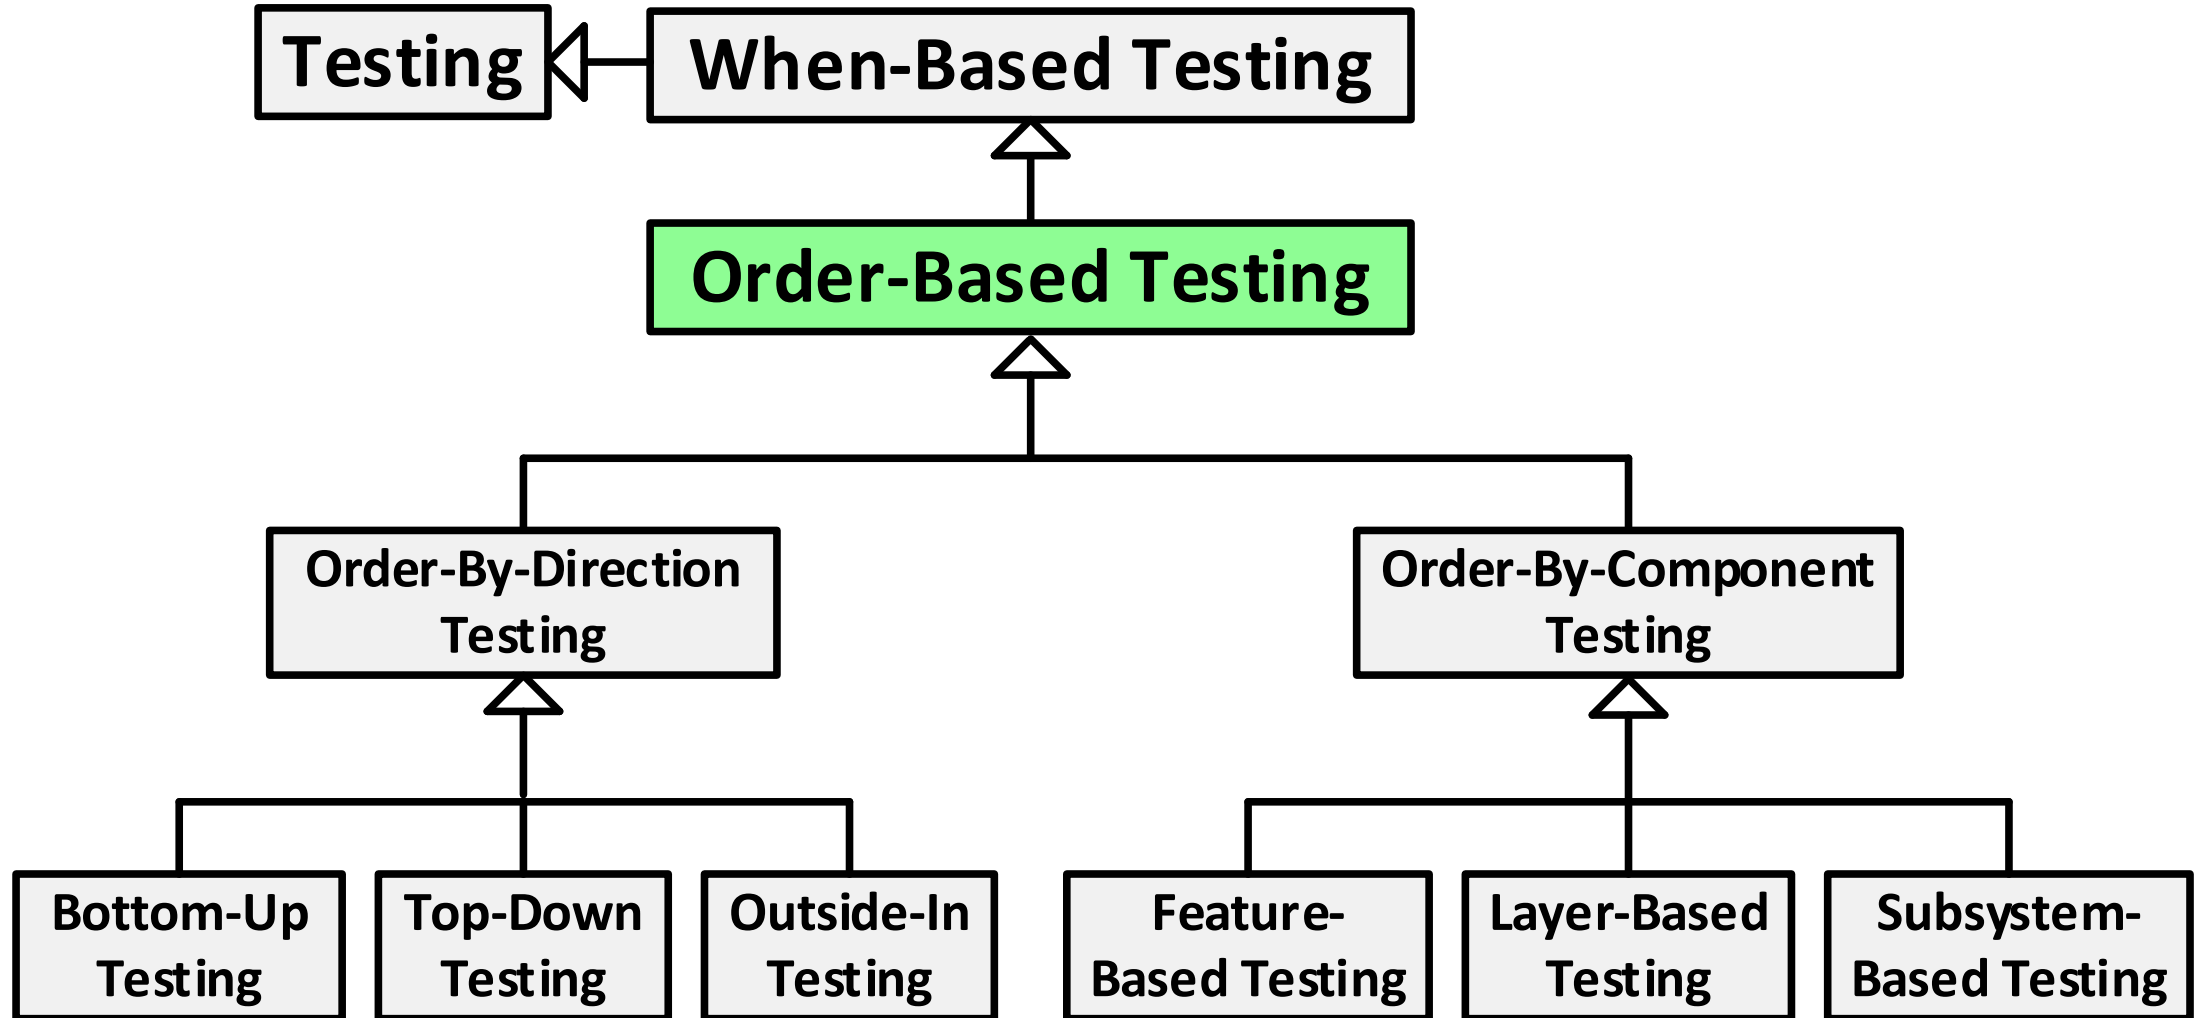 Testing
When-Based Testing
Order-Based Testing
Order-By-Direction
Testing
Order-By-Component
Testing
Bottom-Up
Testing
Top-Down
Testing
Outside-In
Testing
Feature-
Based Testing
Layer-Based
Testing
Subsystem-
Based Testing